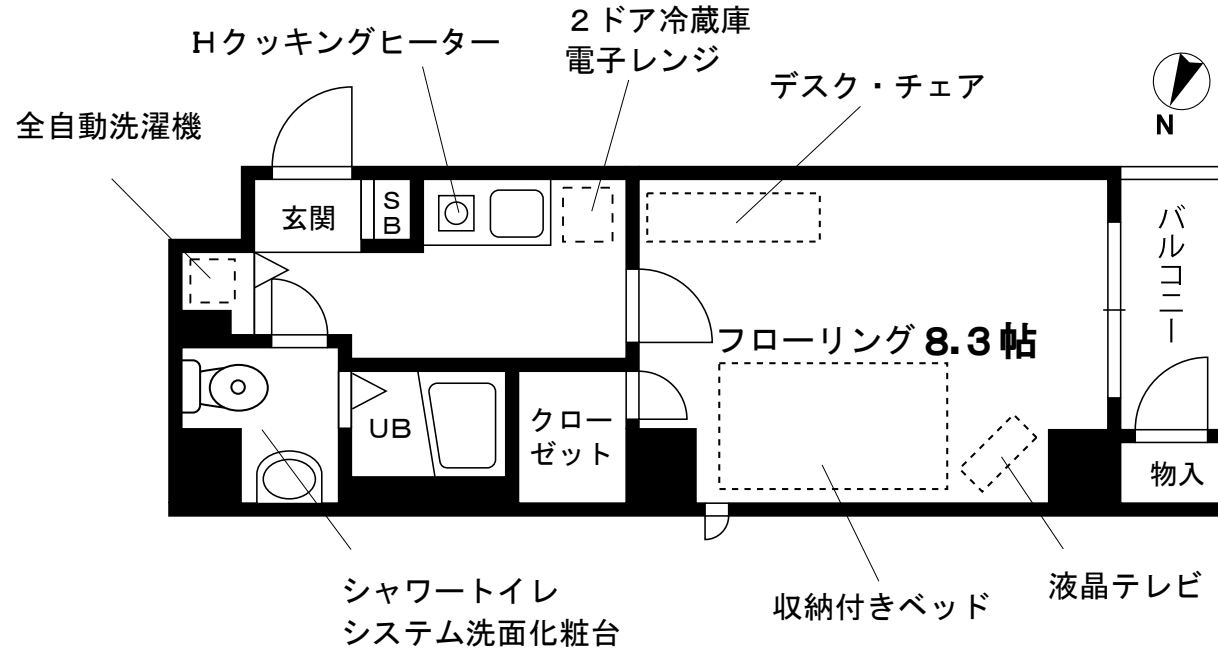 2ドア冷蔵庫
電子レンジ
Hクッキングヒーター
デスク・チェア
全自動洗濯機
N
玄関
SB
バルコニー
フローリング 8.3帖
UB
クロー
ゼット
物入
シャワートイレ
システム洗面化粧台
収納付きベッド
液晶テレビ